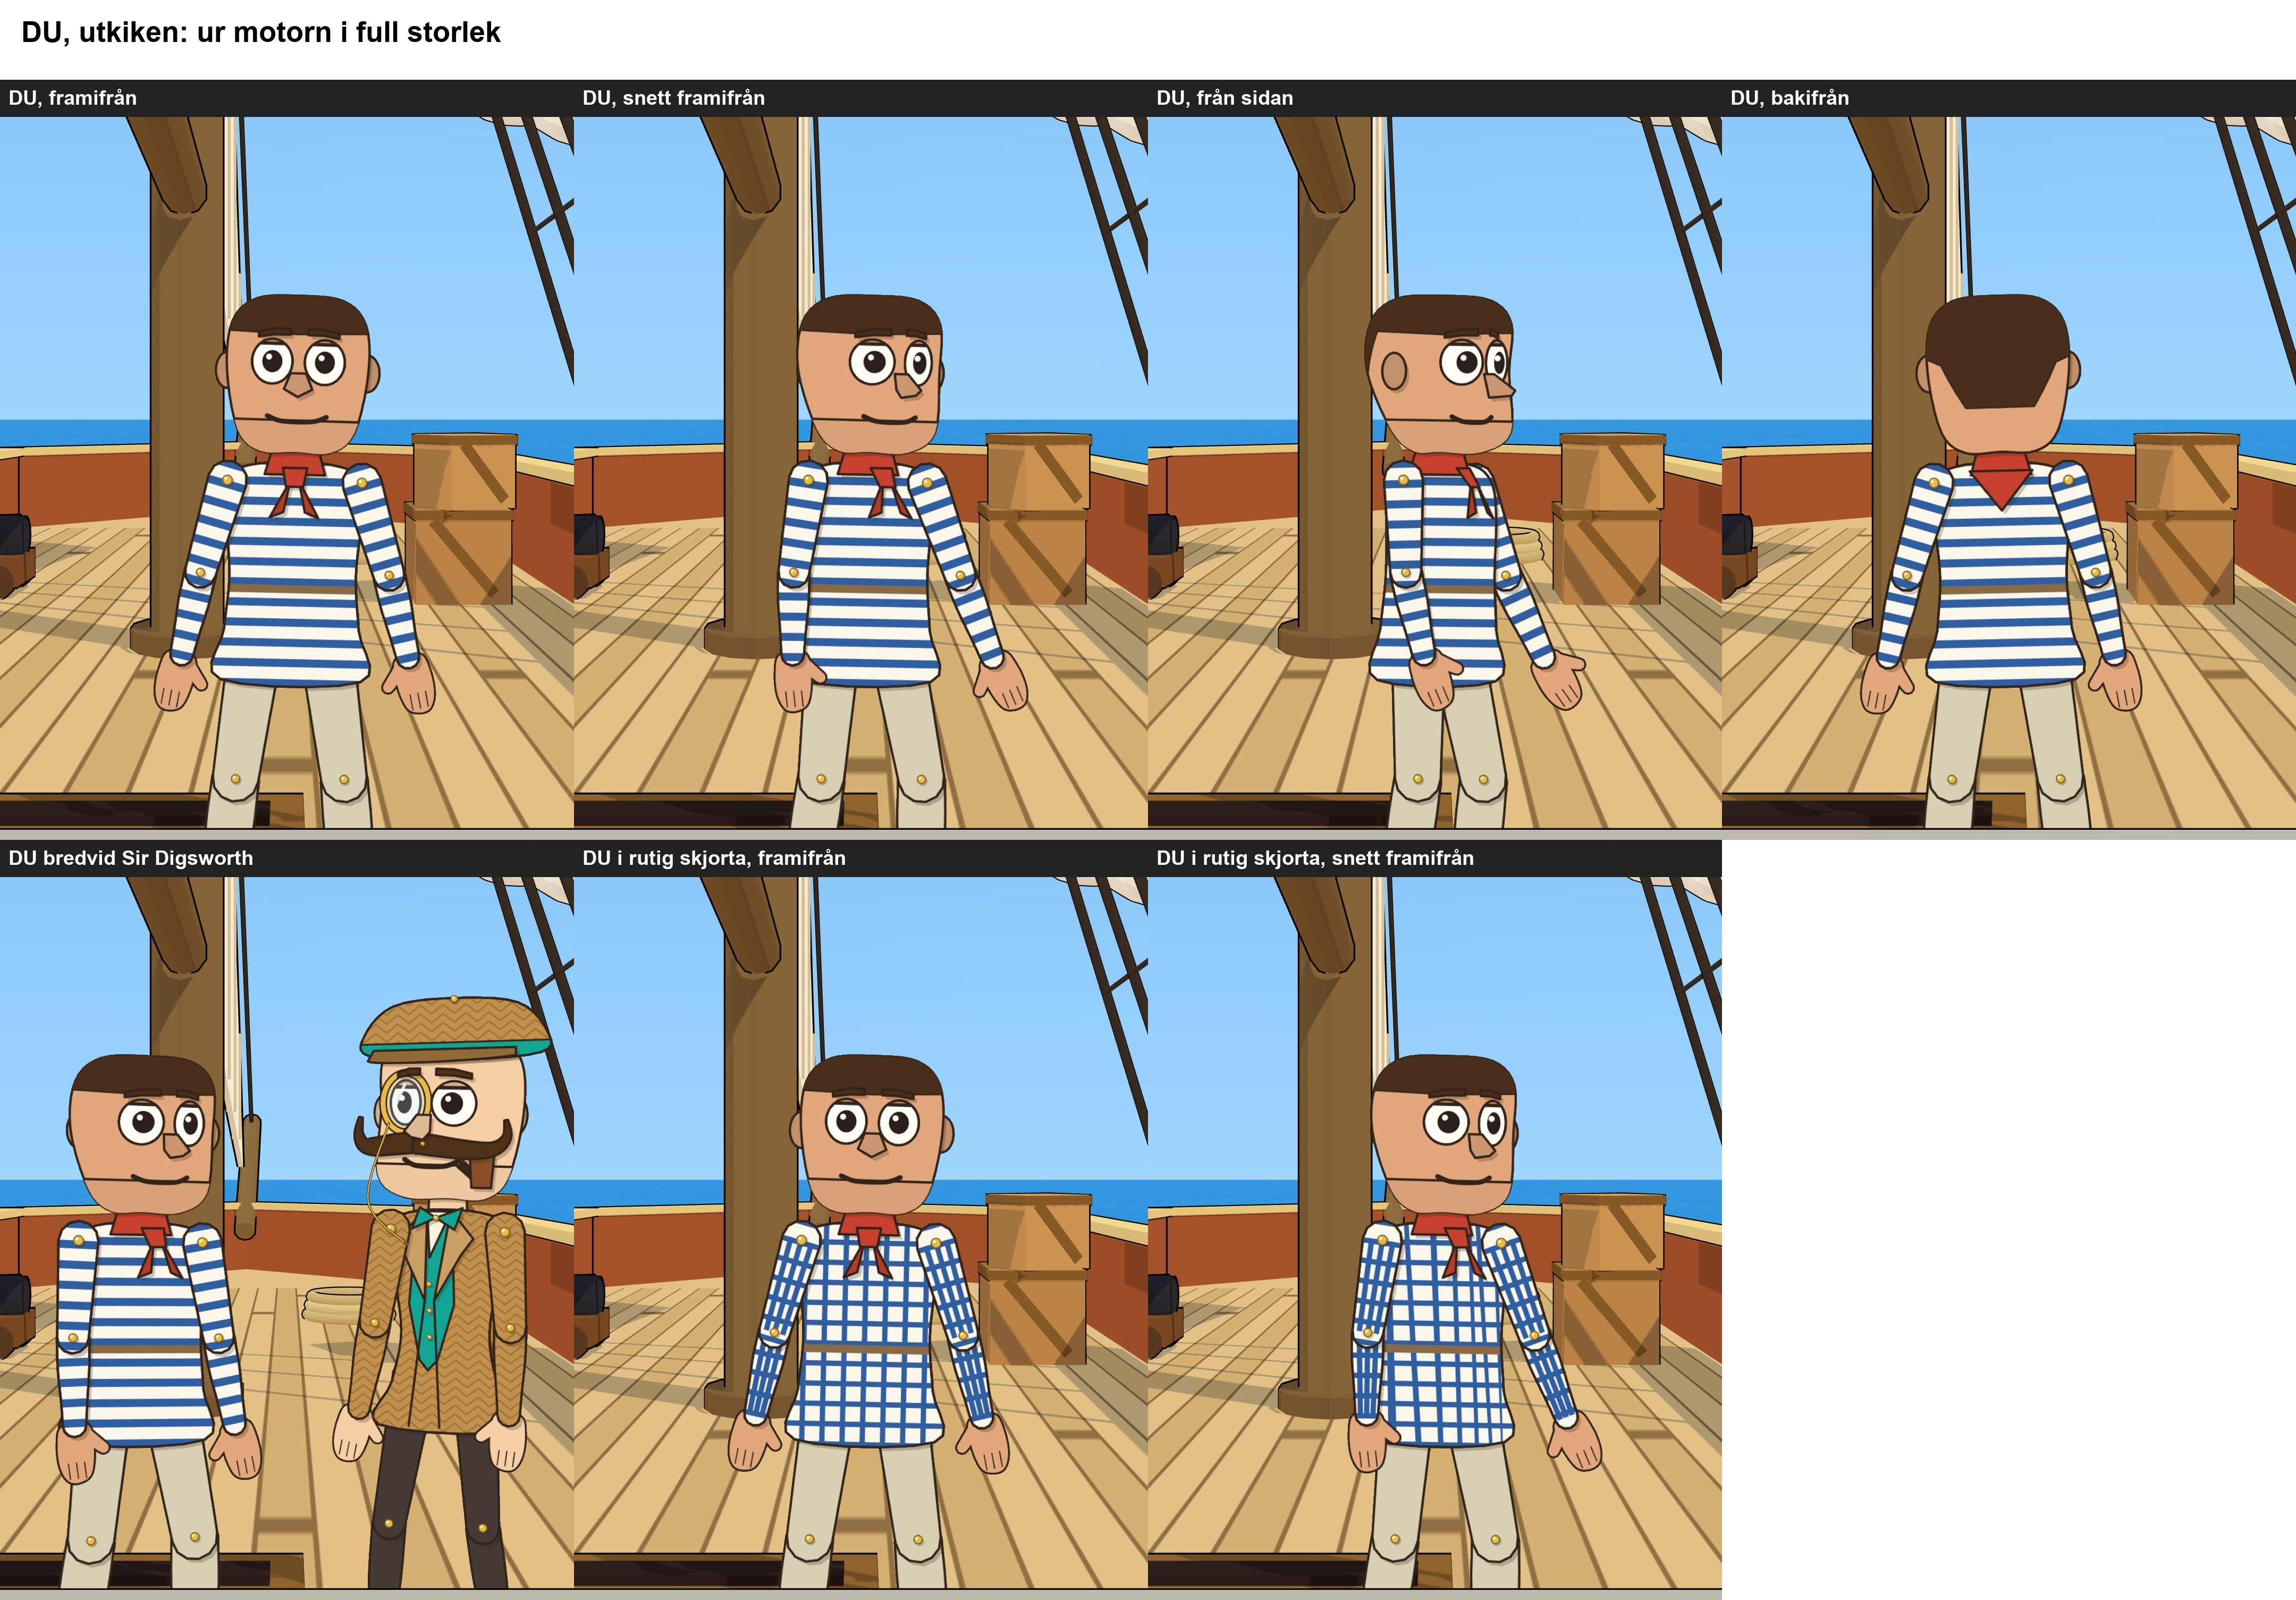 DU, utkiken: ur motorn i full storlek
DU, framifrån
DU, snett framifrån
DU, från sidan
DU, bakifrån
DU bredvid Sir Digsworth
DU i rutig skjorta, framifrån
DU i rutig skjorta, snett framifrån